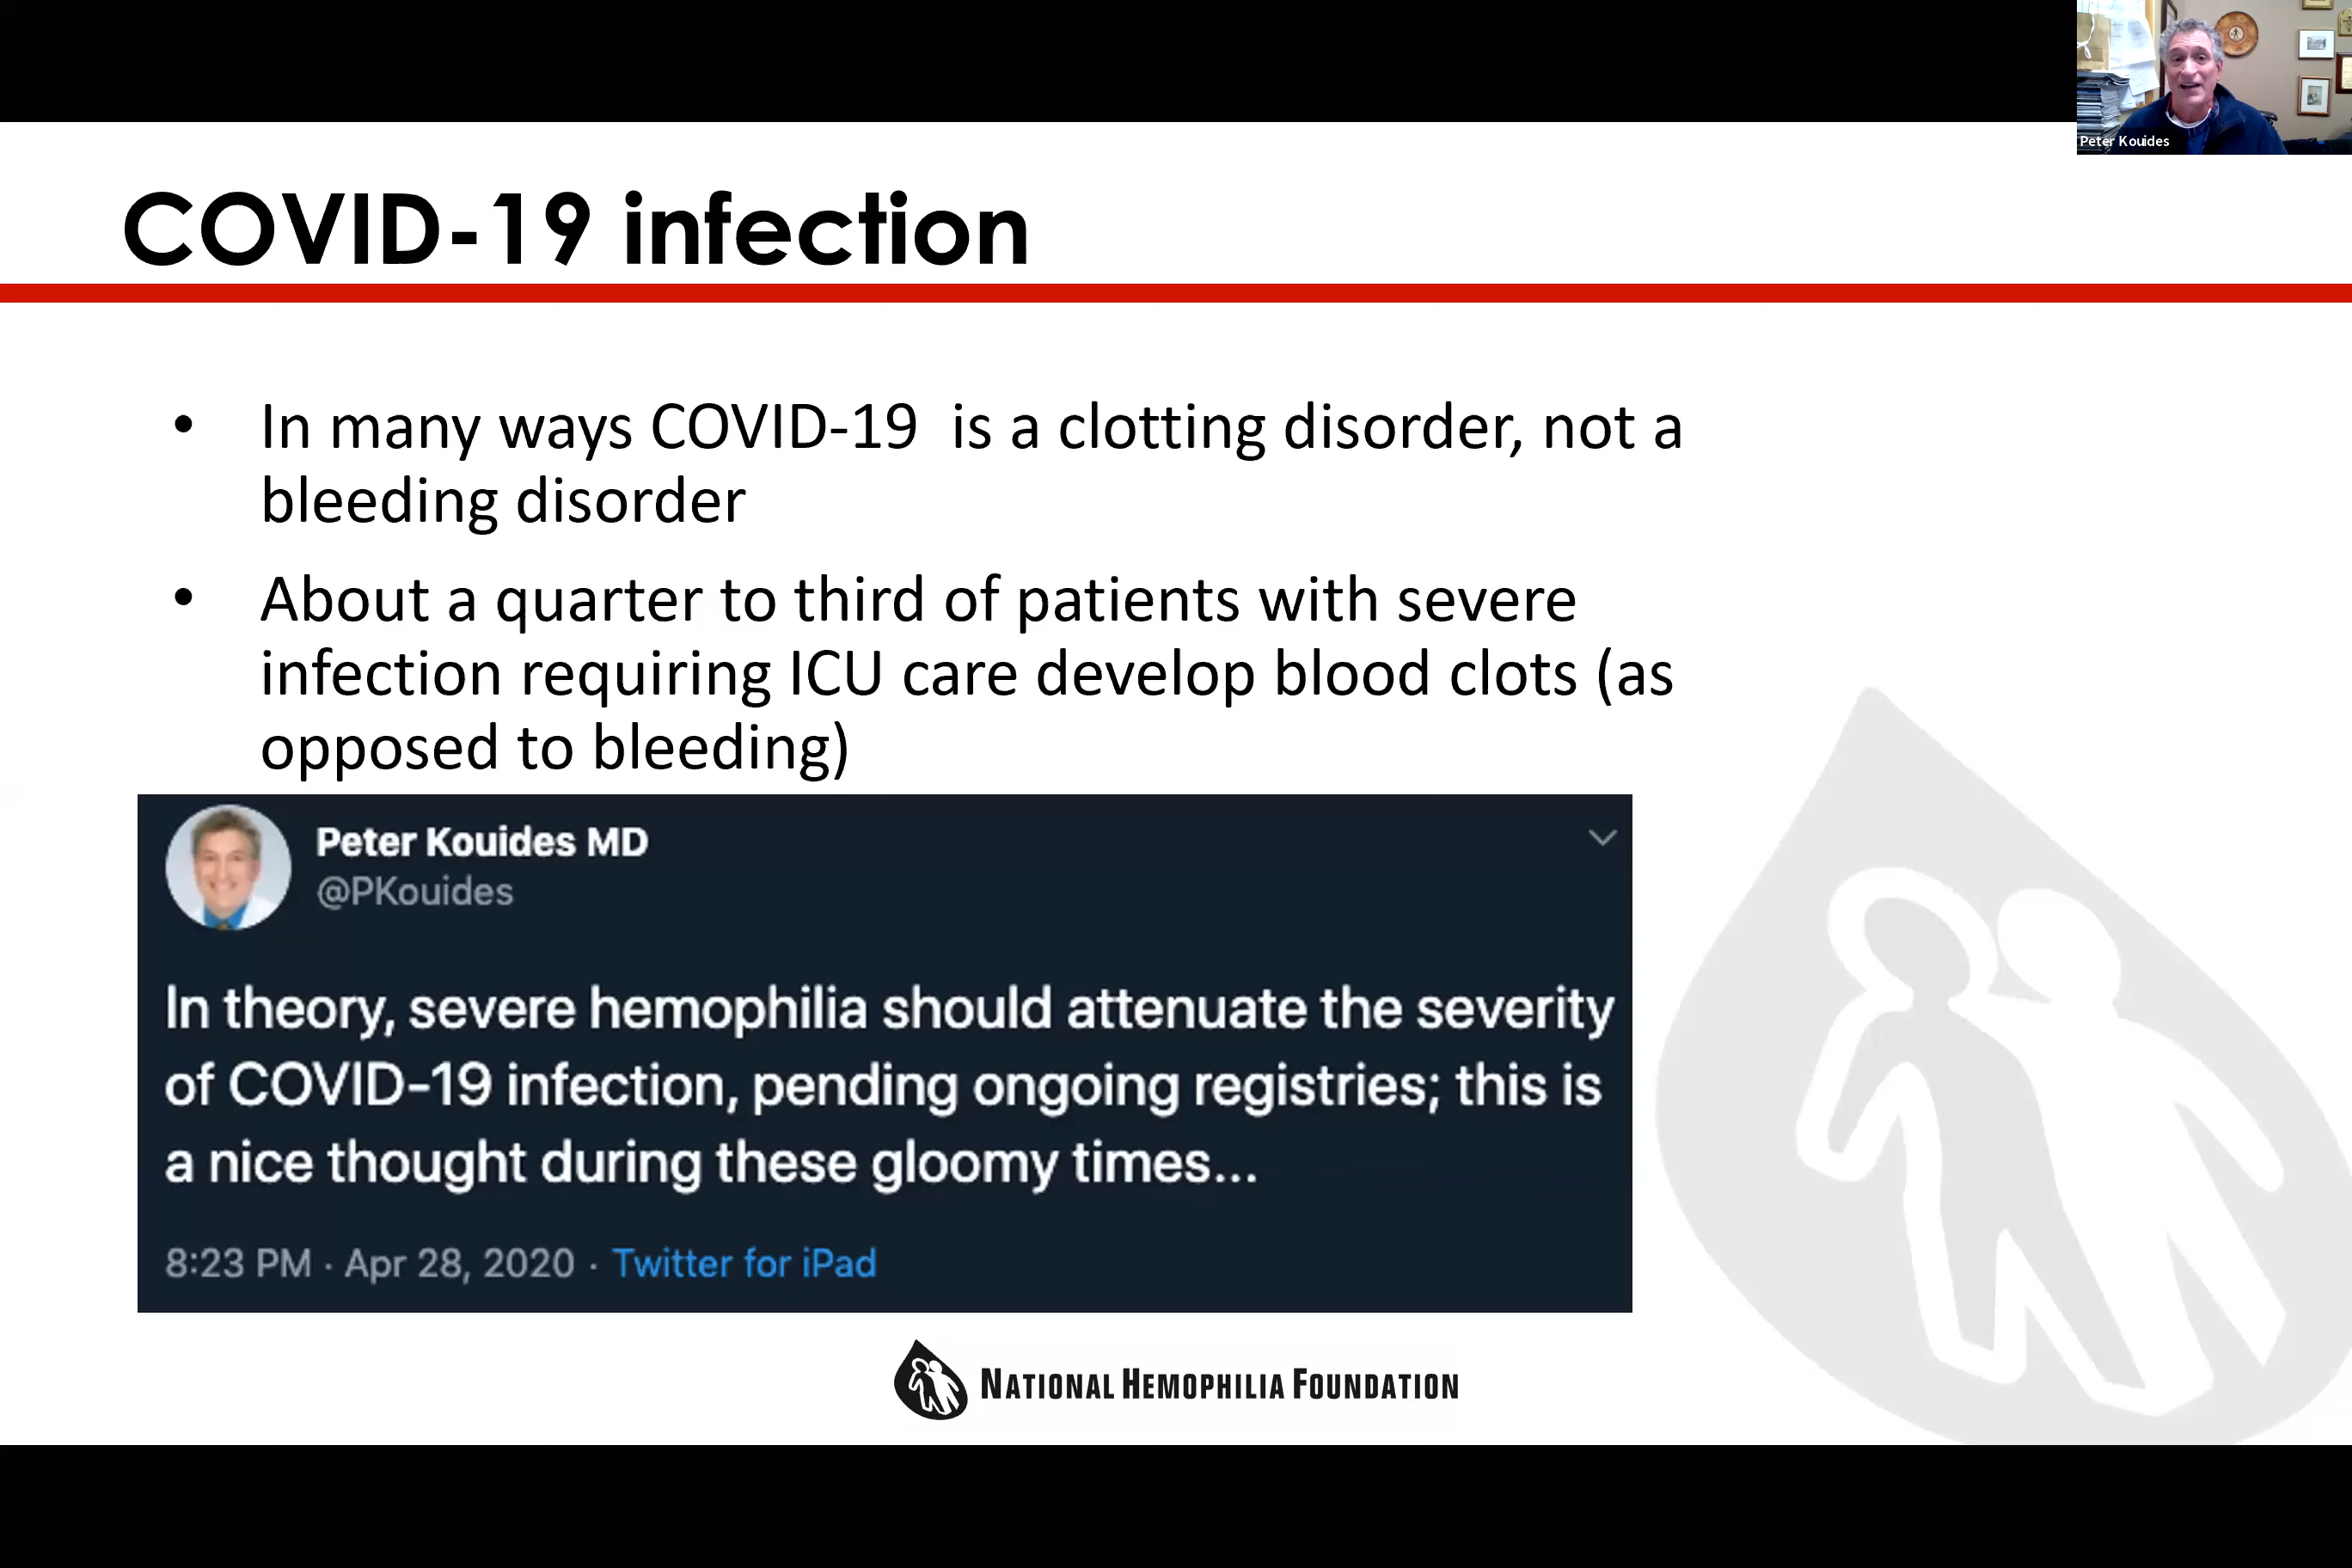 Peter Kouides
COVID-19 infection
• In many ways COVID-19 is a clotting disorder, not a
bleeding disorder
• About a quarter to third of patients with severe
infection requiring ICU care develop blood clots (as
opposed to bleeding)
Peter Kouides MD
@PKouides
In theory, severe hemophilia should attenuate the severity
of COVID-19 infection, pending ongoing registries; this is
a nice thought during these gloomy times...
8:23 PM · Apr 28, 2020 · Twitter for iPad
NATIONAL HEMOPHILIA FOUNDATION